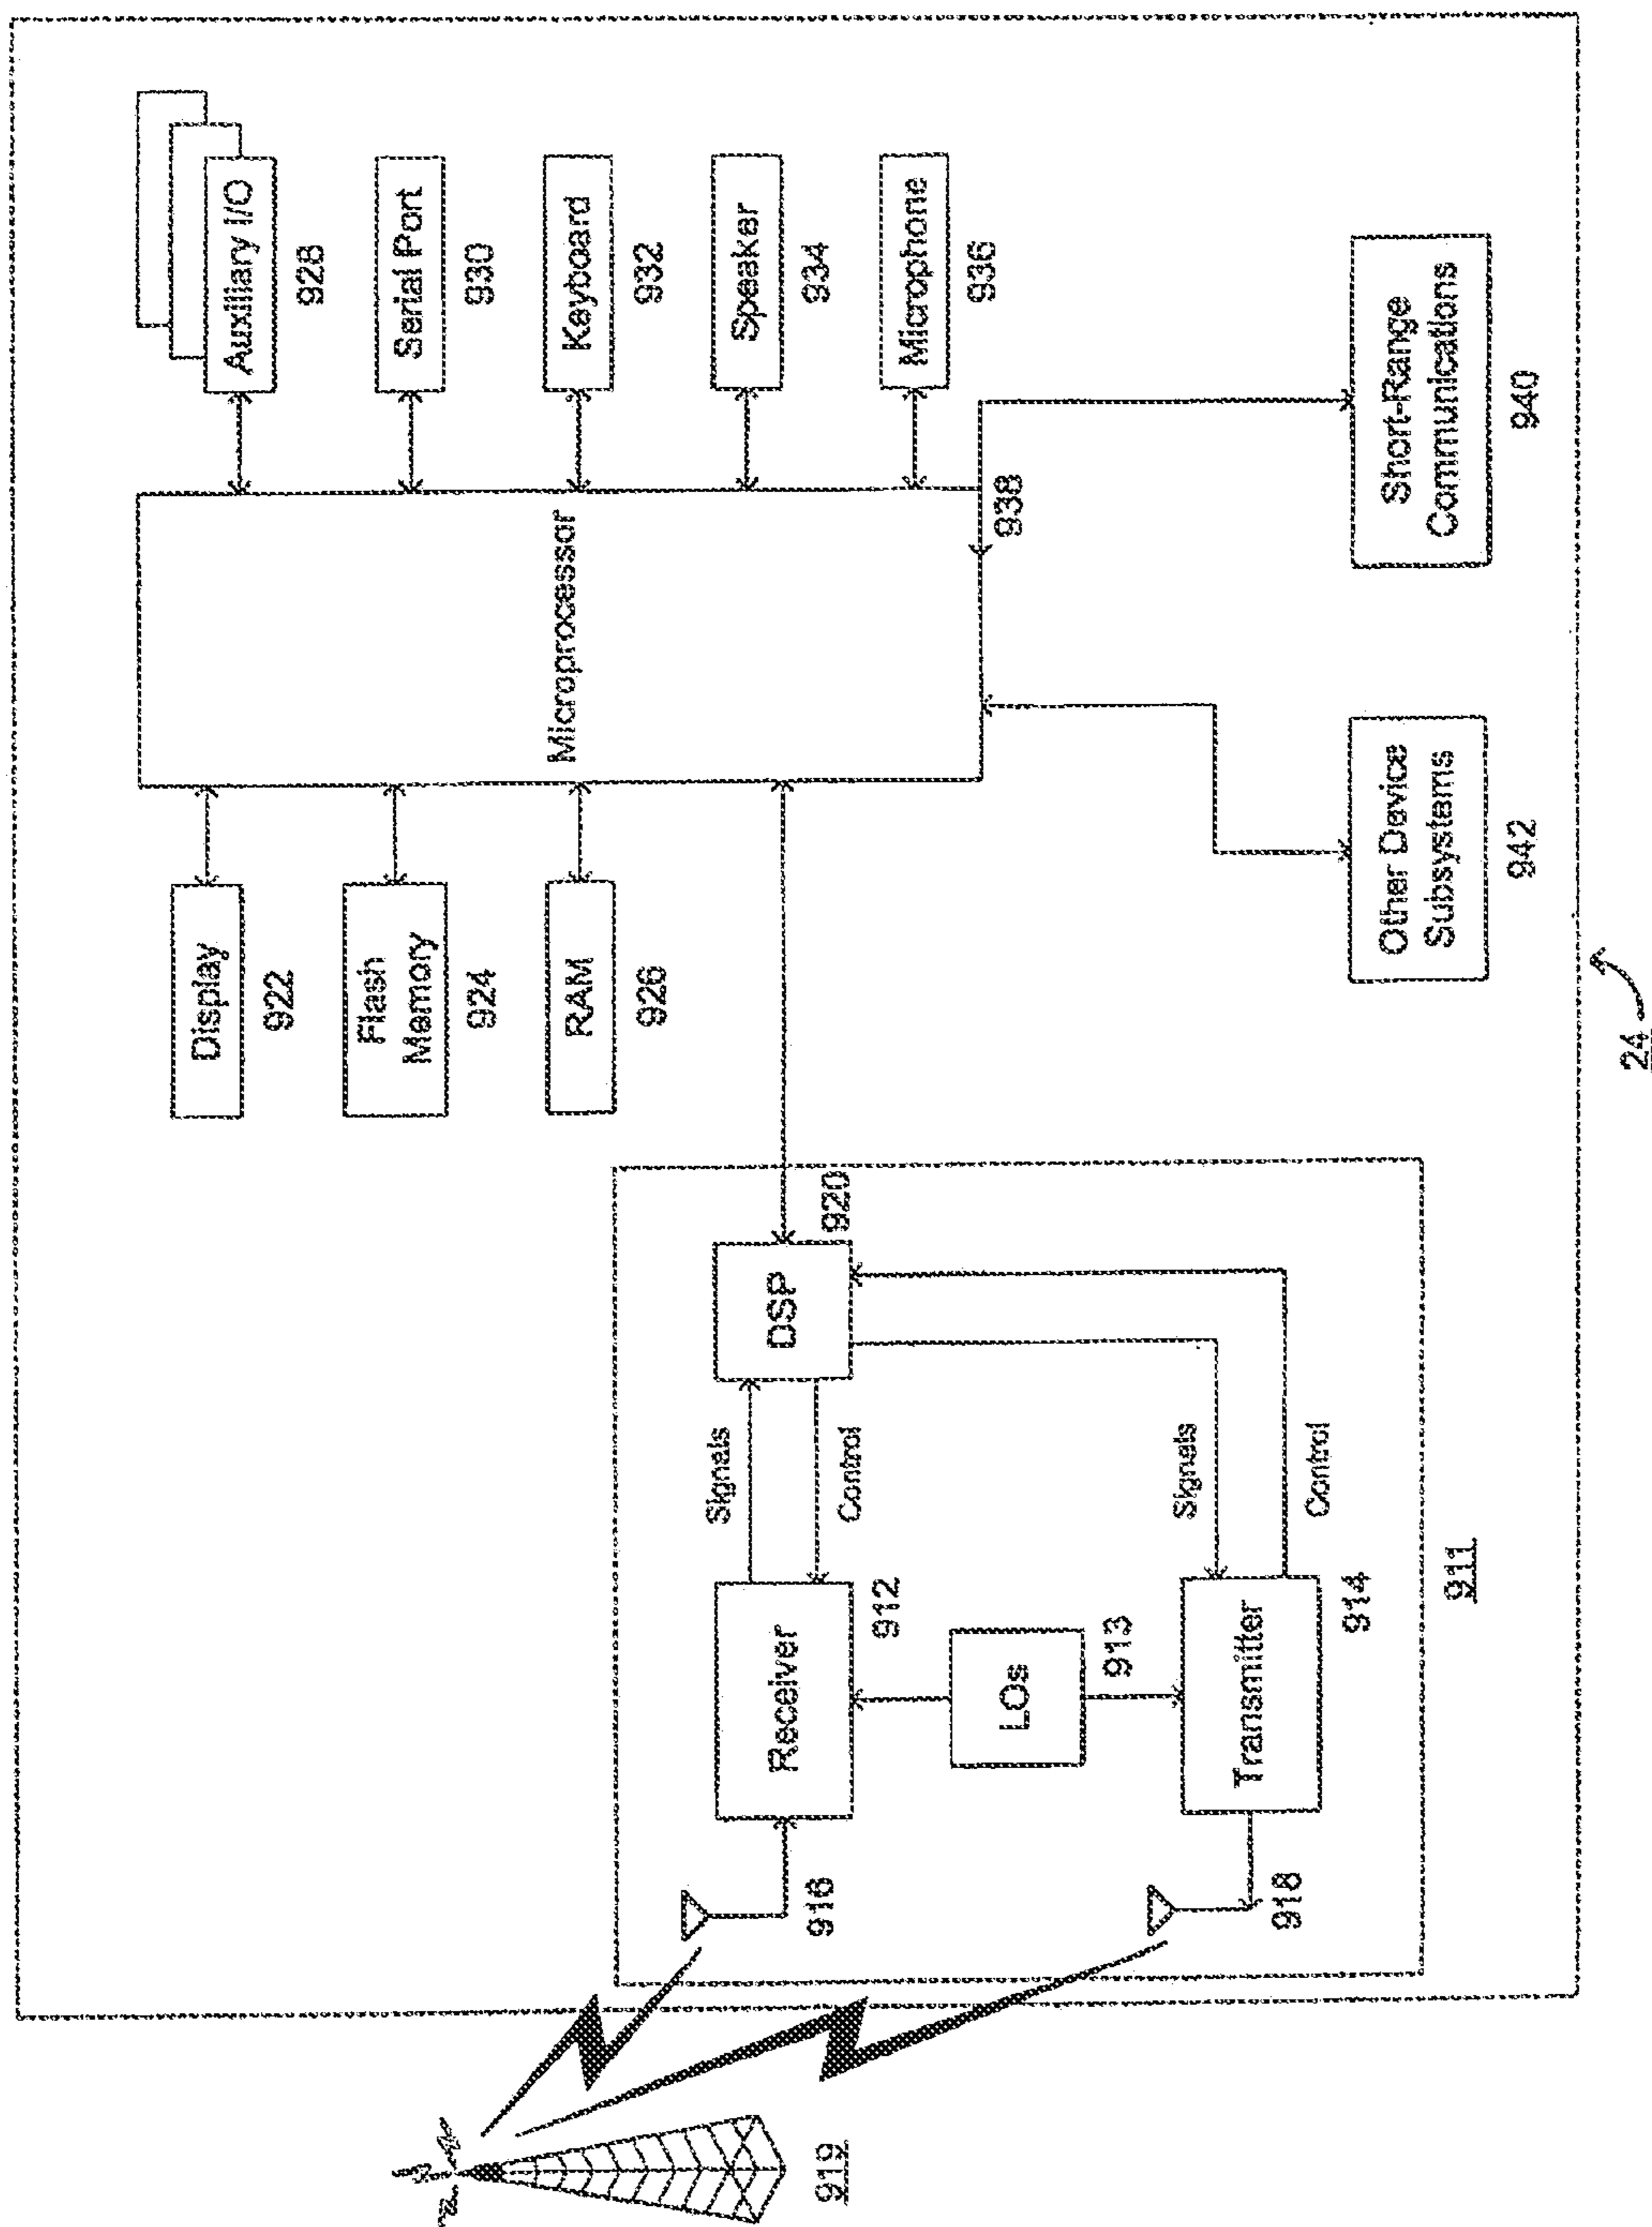 Auxiliary I/O
928
Serial Port
930
Keyboard
932
Speaker
934
Microphone
936
Microprocessor
938
Display
922
Flash
Memory
924
RAM
926
Short-Range
Communications
940
Other Device
Subsystems
942
DSP
920
Signals
Control
Receiver
912
LOs
913
Signals
Control
Transmitter
914
916
918
911
919
24